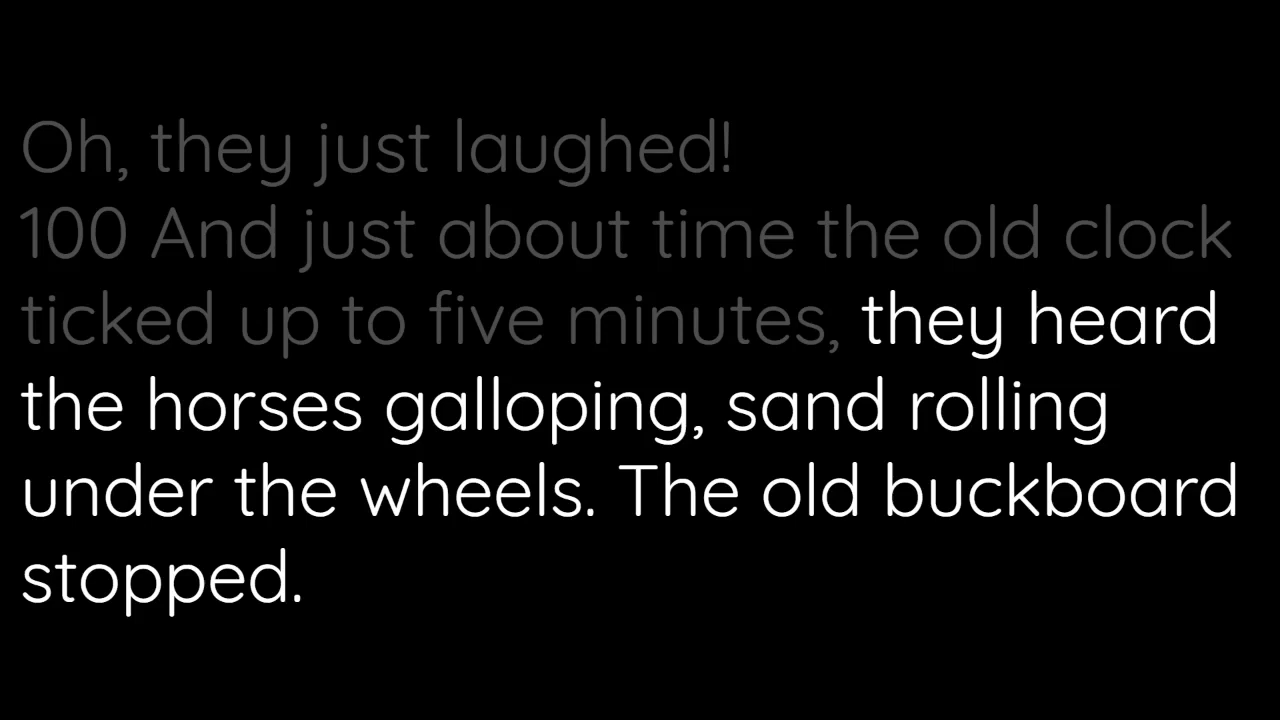 Oh, they just laughed!
100 And just about time the old clock
ticked up to five minutes, they heard
the horses galloping, sand rolling
under the wheels. The old buckboard
stopped.